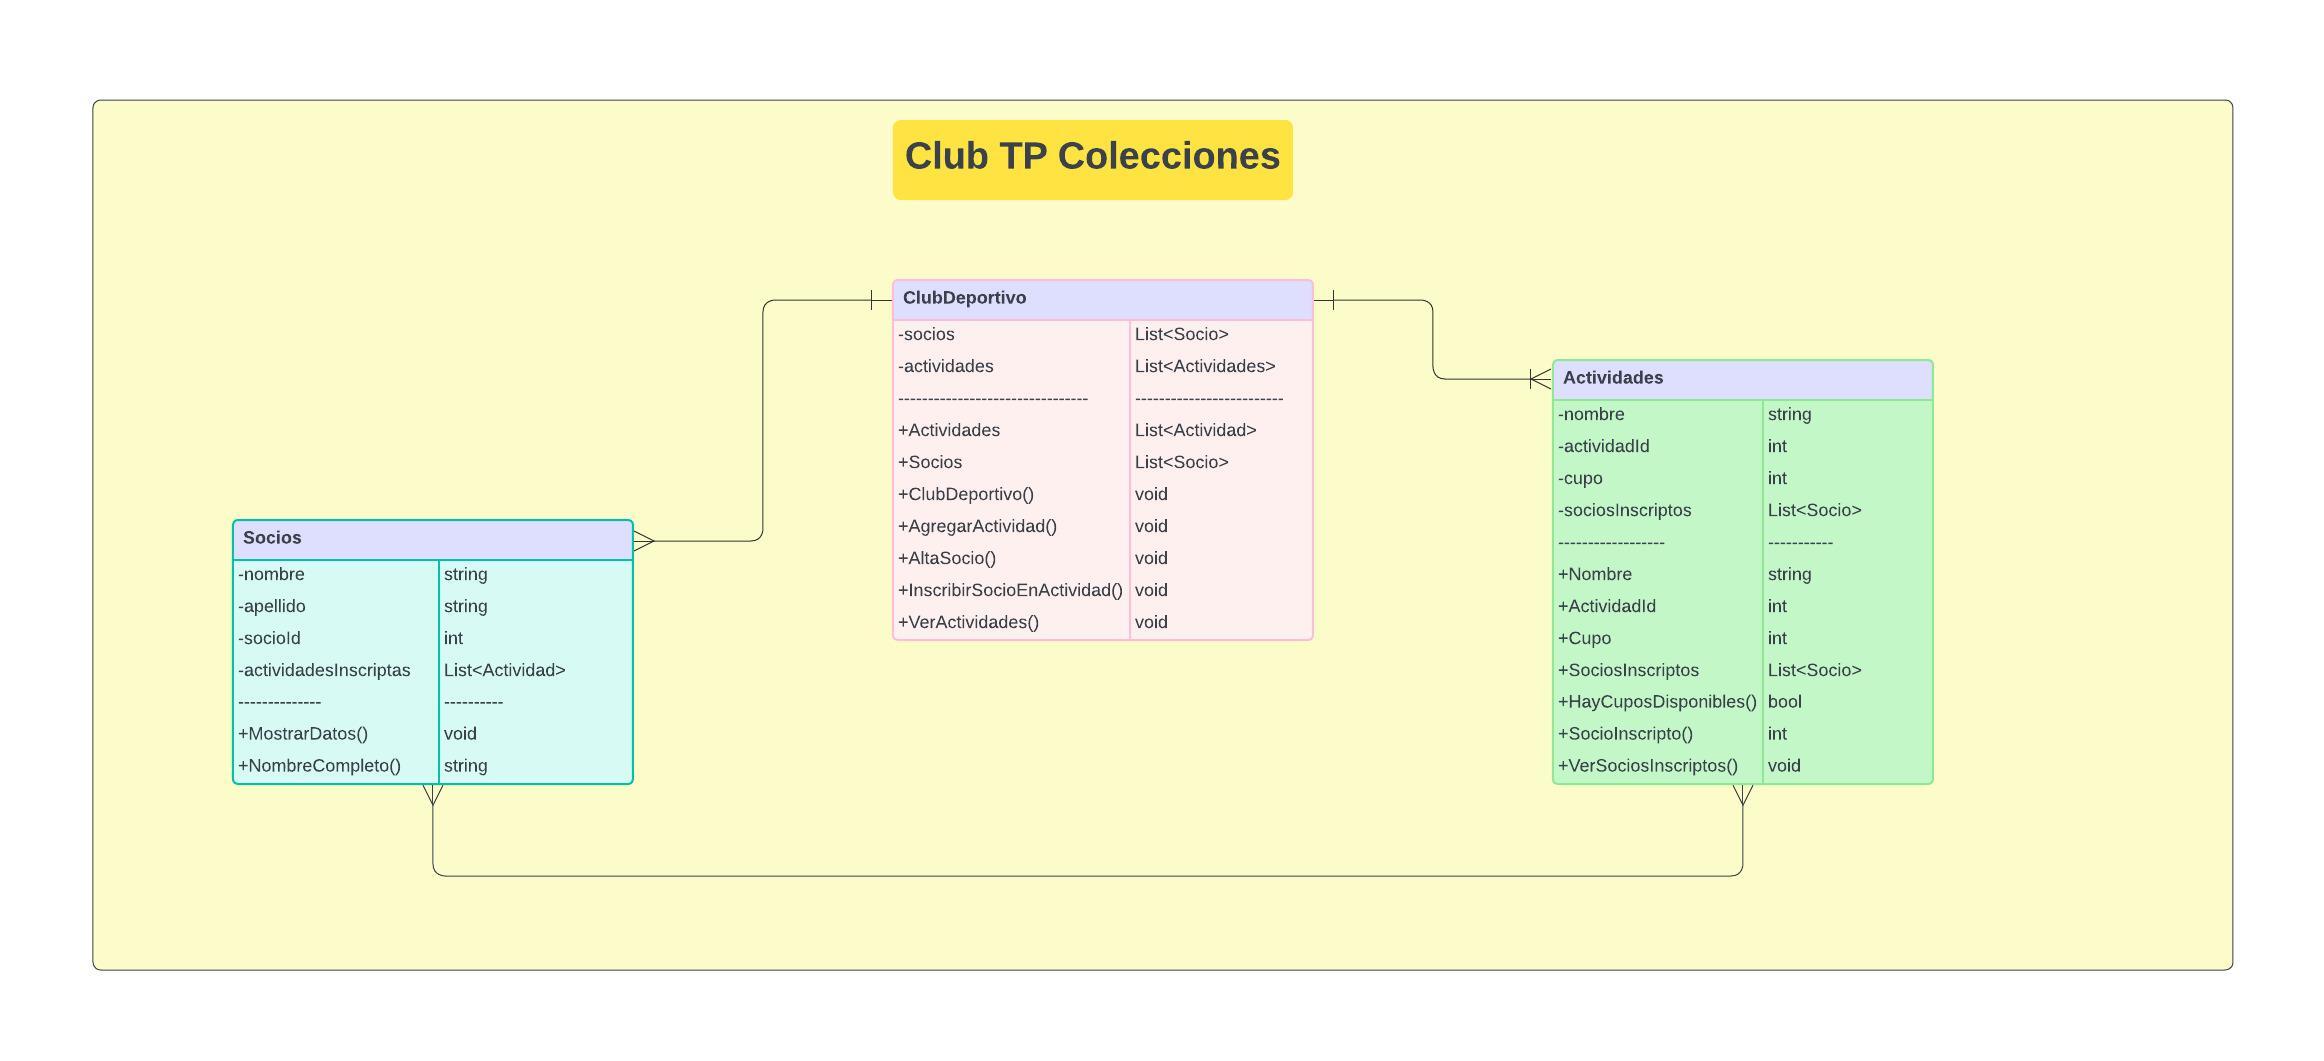 Club TP Colecciones
ClubDeportivo
-socios List<Socio>
-actividades List<Actividades>
-------------------------------- -------------------------
+Actividades List<Actividad>
+Socios List<Socio>
+ClubDeportivo() void
+AgregarActividad() void
+AltaSocio() void
+InscribirSocioEnActividad() void
+VerActividades() void
Socios
-nombre string
-apellido string
-socioId int
-actividadesInscriptas List<Actividad>
-------------- ----------
+MostrarDatos() void
+NombreCompleto() string
Actividades
-nombre string
-actividadId int
-cupo int
-sociosInscriptos List<Socio>
------------------ -----------
+Nombre string
+ActividadId int
+Cupo int
+SociosInscriptos List<Socio>
+HayCuposDisponibles() bool
+SocioInscripto() int
+VerSociosInscriptos() void